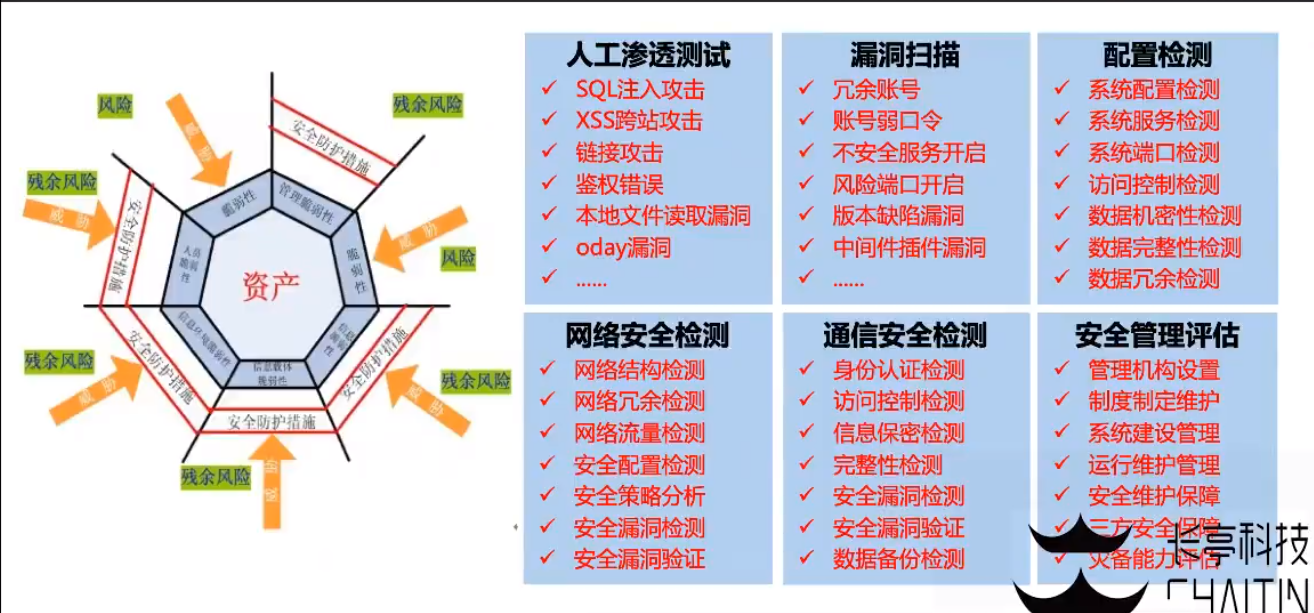 风险
残余风险
威胁
安全防护措施
残余风险
脆弱性
管理脆弱性
威胁
安全防护措施
人员
脆弱性
资产
脆弱性
威胁
风险
信息环境脆弱性
信息
脆弱性
信息载体
脆弱性
残余风险
威胁
安全防护措施
安全防护措施
安全防护措施
威胁
残余风险
残余风险
威胁
人工渗透测试
✓ SQL注入攻击
✓ XSS跨站攻击
✓ 链接攻击
✓ 鉴权错误
✓ 本地文件读取漏洞
✓ oday漏洞
✓ ......
漏洞扫描
✓ 冗余账号
✓ 账号弱口令
✓ 不安全服务开启
✓ 风险端口开启
✓ 版本缺陷漏洞
✓ 中间件插件漏洞
✓ ......
配置检测
✓ 系统配置检测
✓ 系统服务检测
✓ 系统端口检测
✓ 访问控制检测
✓ 数据机密性检测
✓ 数据完整性检测
✓ 数据冗余检测
网络安全检测
✓ 网络结构检测
✓ 网络冗余检测
✓ 网络流量检测
✓ 安全配置检测
✓ 安全策略分析
✓ 安全漏洞检测
✓ 安全漏洞验证
通信安全检测
✓ 身份认证检测
✓ 访问控制检测
✓ 信息保密检测
✓ 完整性检测
✓ 安全漏洞检测
✓ 安全漏洞验证
✓ 数据备份检测
安全管理评估
✓ 管理机构设置
✓ 制度制定维护
✓ 系统建设管理
✓ 运行维护管理
✓ 安全维护保障
✓ 三方安全保障
✓ 灾备能力评估
长亭科技
CHAITIN